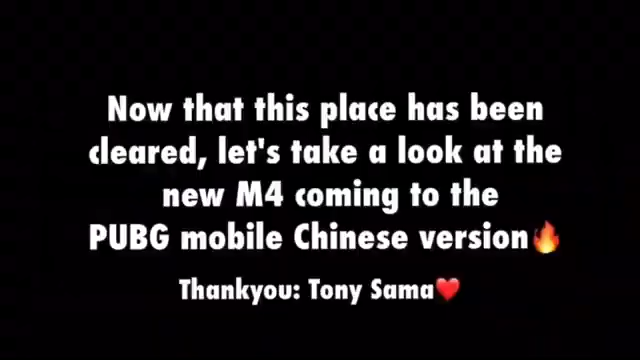 Now that this place has been
cleared, let's take a look at the
new M4 coming to the
PUBG mobile Chinese version🔥
Thankyou: Tony Sama❤️